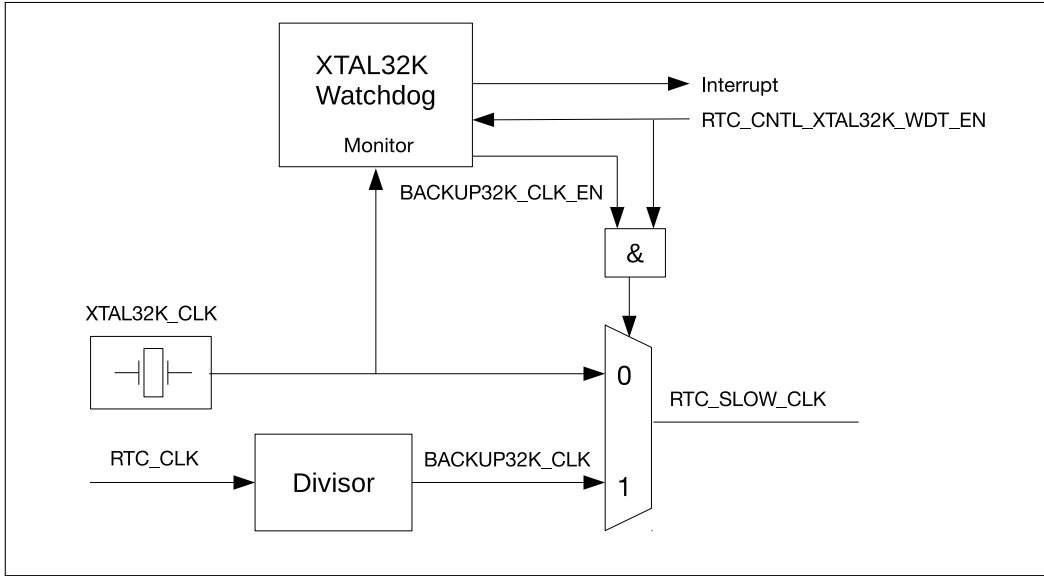 XTAL32K
Watchdog
Interrupt
RTC_CNTL_XTAL32K_WDT_EN
Monitor
BACKUP32K_CLK_EN
&
XTAL32K_CLK
0
RTC_SLOW_CLK
RTC_CLK
BACKUP32K_CLK
Divisor
1